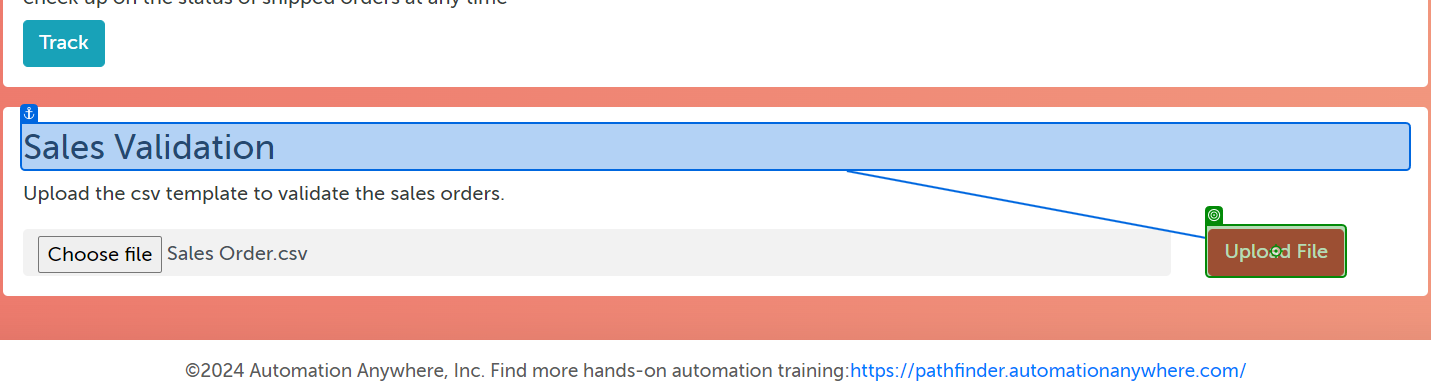 check up on the status of shipped orders at any time
Track
Sales Validation
Upload the csv template to validate the sales orders.
Choose file Sales Order.csv
Upload File
©2024 Automation Anywhere, Inc. Find more hands-on automation training:https://pathfinder.automationanywhere.com/